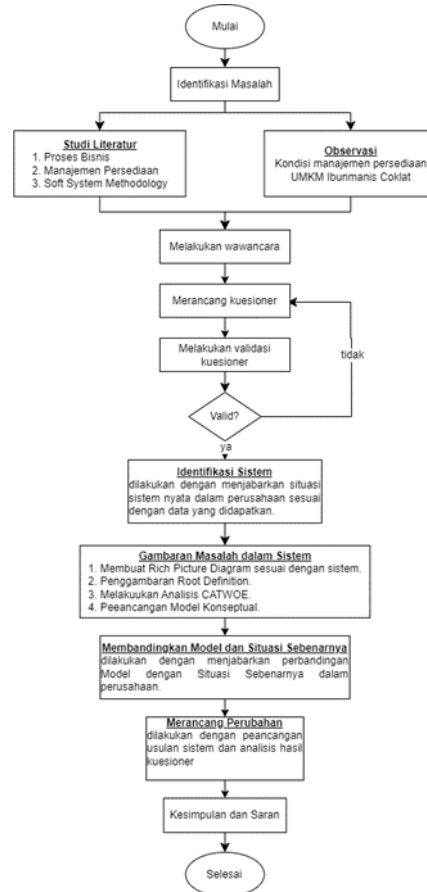 Mulai
Identifikasi Masalah
Studi Literatur
1. Proses Bisnis
2. Manajemen Persediaan
3. Soft System Methodology
Observasi
Kondisi manajemen persediaan
UMKM Ibunmanis Coklat
Melakukan wawancara
Merancang kuesioner
Melakukan validasi
kuesioner
tidak
Valid?
ya
Identifikasi Sistem
dilakukan dengan menjabarkan situasi
sistem nyata dalam perusahaan sesuai
dengan data yang didapatkan.
Gambaran Masalah dalam Sistem
1. Membuat Rich Picture Diagram sesuai dengan sistem.
2. Penggambaran Root Definition.
3. Melakuukan Analisis CATWOE.
4. Peeancangan Model Konseptual.
Membandingkan Model dan Situasi Sebenarnya
dilakukan dengan menjabarkan perbandingan
Model dengan Situasi Sebenarnya dalam
perusahaan.
Merancang Perubahan
dilakukan dengan peancangan
usulan sistem dan analisis hasil
kuesioner
Kesimpulan dan Saran
Selesai